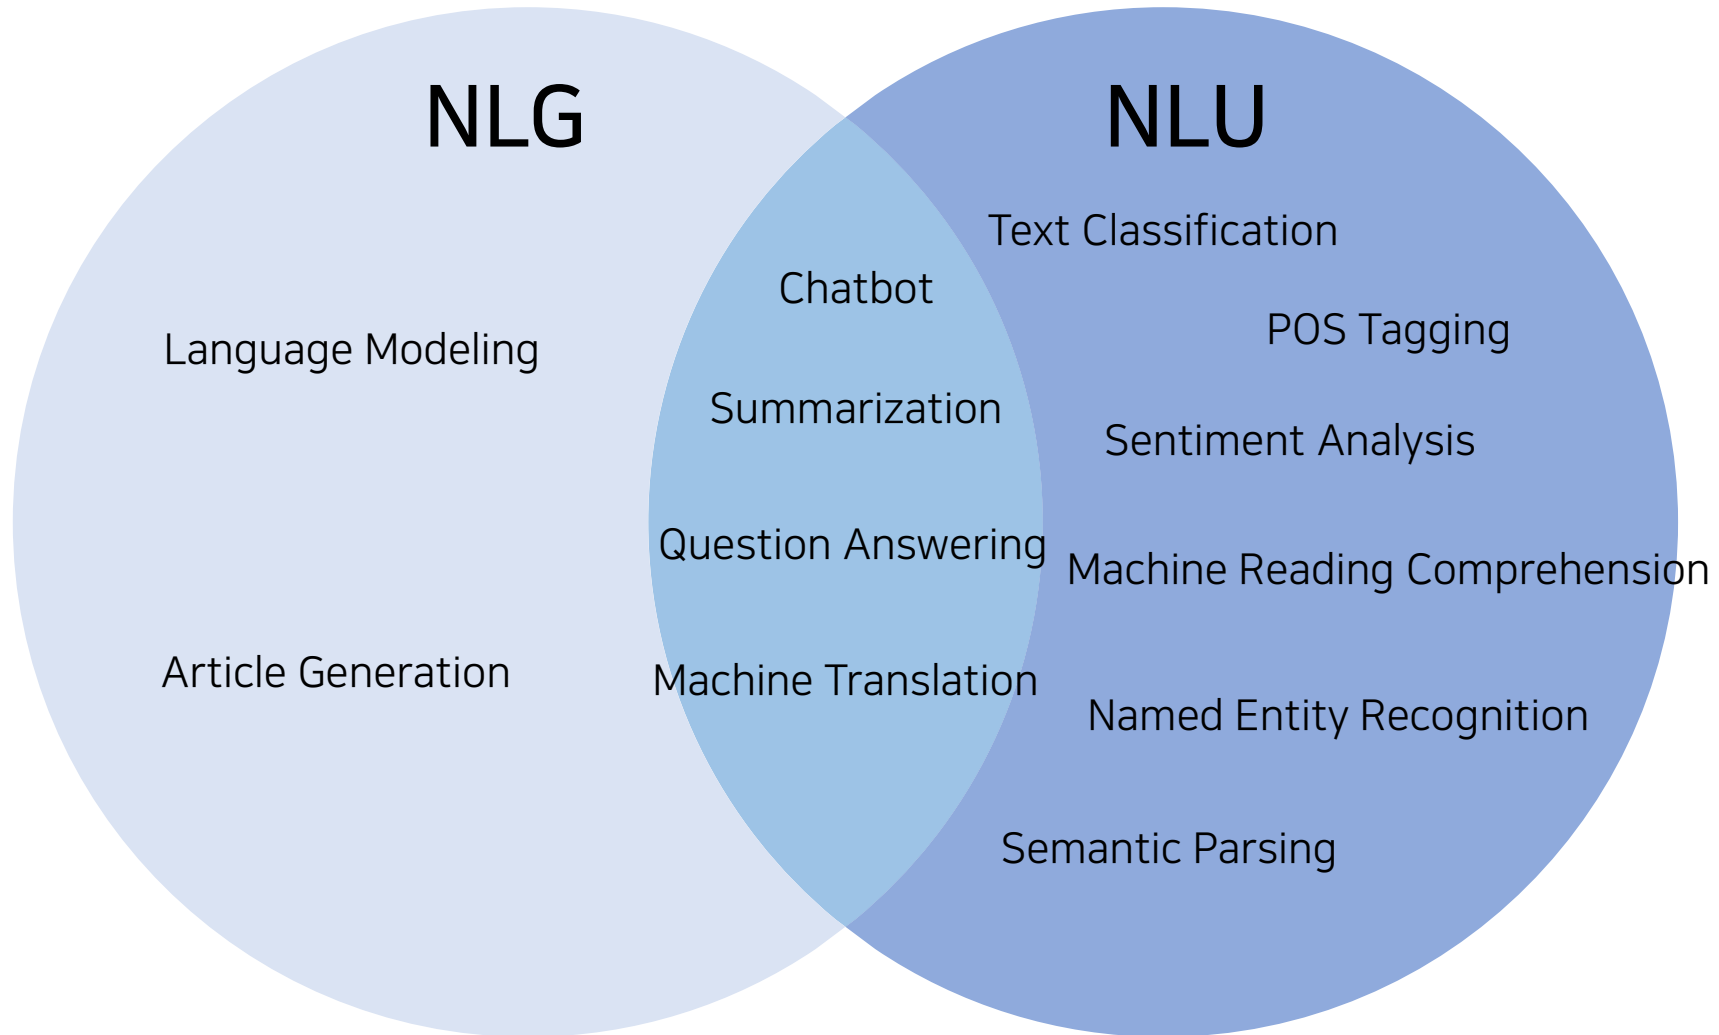 NLG
Language Modeling
Article Generation
Chatbot
Summarization
Question Answering
Machine Translation
NLU
Text Classification
POS Tagging
Sentiment Analysis
Machine Reading Comprehension
Named Entity Recognition
Semantic Parsing